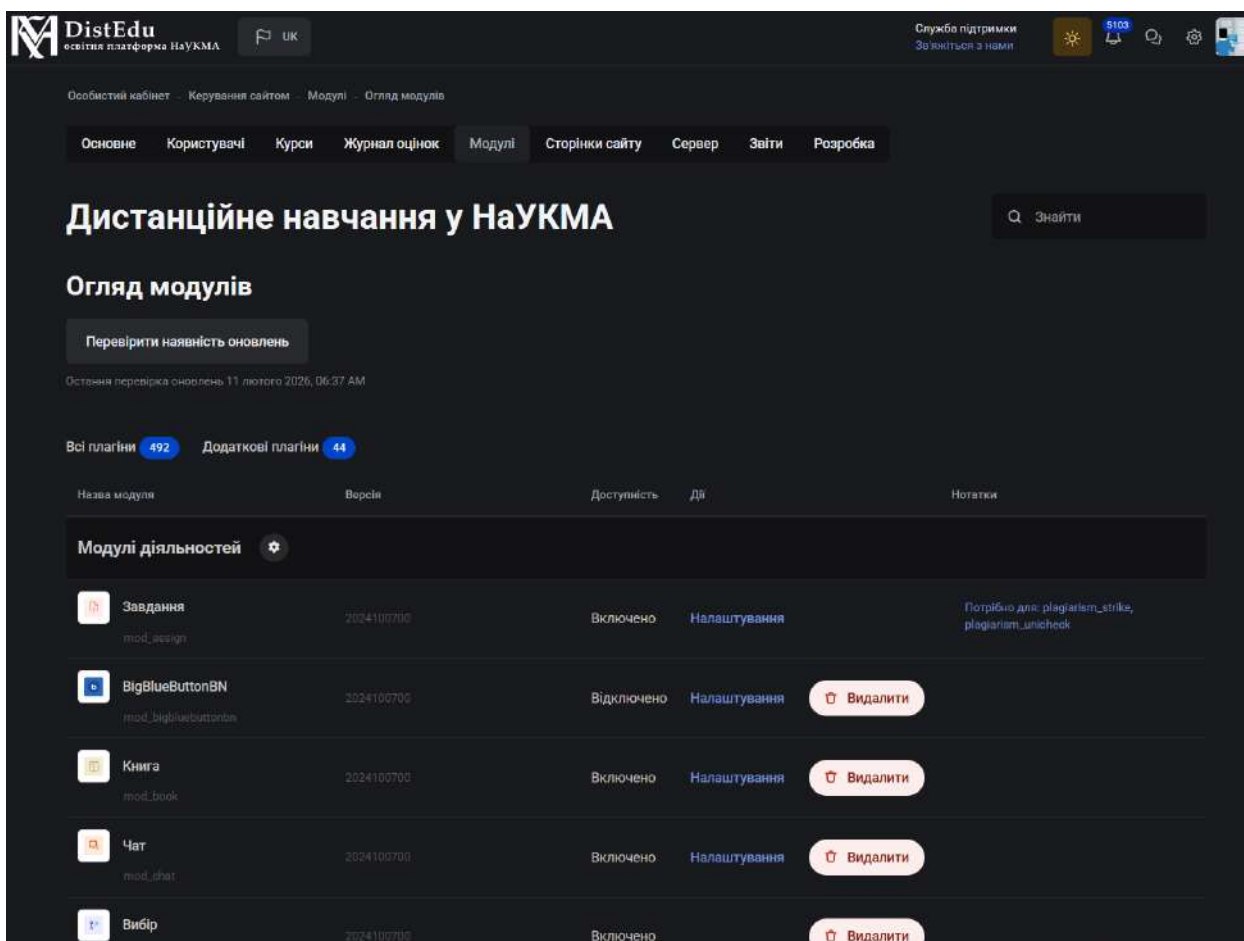 DistEdu
освітня платформа НаУКМА
UK
Служба підтримки
Зв'яжіться з нами
5103
Особистий кабінет - Керування сайтом - Модулі - Огляд модулів
Основне Користувачі Курси Журнал оцінок Модулі Сторінки сайту Сервер Звіти Розробка
Дистанційне навчання у НаУКМА
Знайти
Огляд модулів
Перевірити наявність оновлень
Остання перевірка оновлень 11 лютого 2026, 06:37 AM
Всі плагіни 492 Додаткові плагіни 44
Назва модуля Версія Доступність Дії Нотатки
Модулі діяльностей
Завдання
mod_assign
2024100700
Включено
Налаштування
Потрібно для: plagiarism_strike,
plagiarism_unicheck
BigBlueButtonBN
mod_bigbluebuttonbn
2024100700
Відключено
Налаштування
Видалити
Книга
mod_book
2024100700
Включено
Налаштування
Видалити
Чат
mod_chat
2024100700
Включено
Налаштування
Видалити
Вибір
2024100700
Включено
Видалити